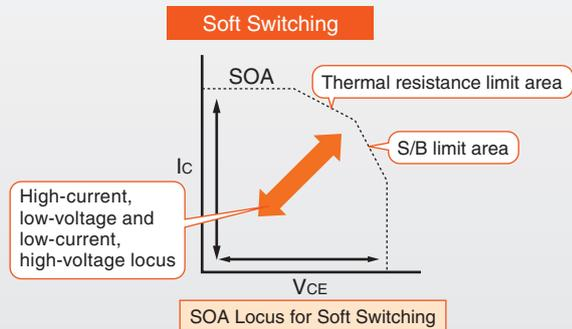 Soft Switching
SOA
Thermal resistance limit area
S/B limit area
IC
High-current,
low-voltage and
low-current,
high-voltage locus
VCE
SOA Locus for Soft Switching